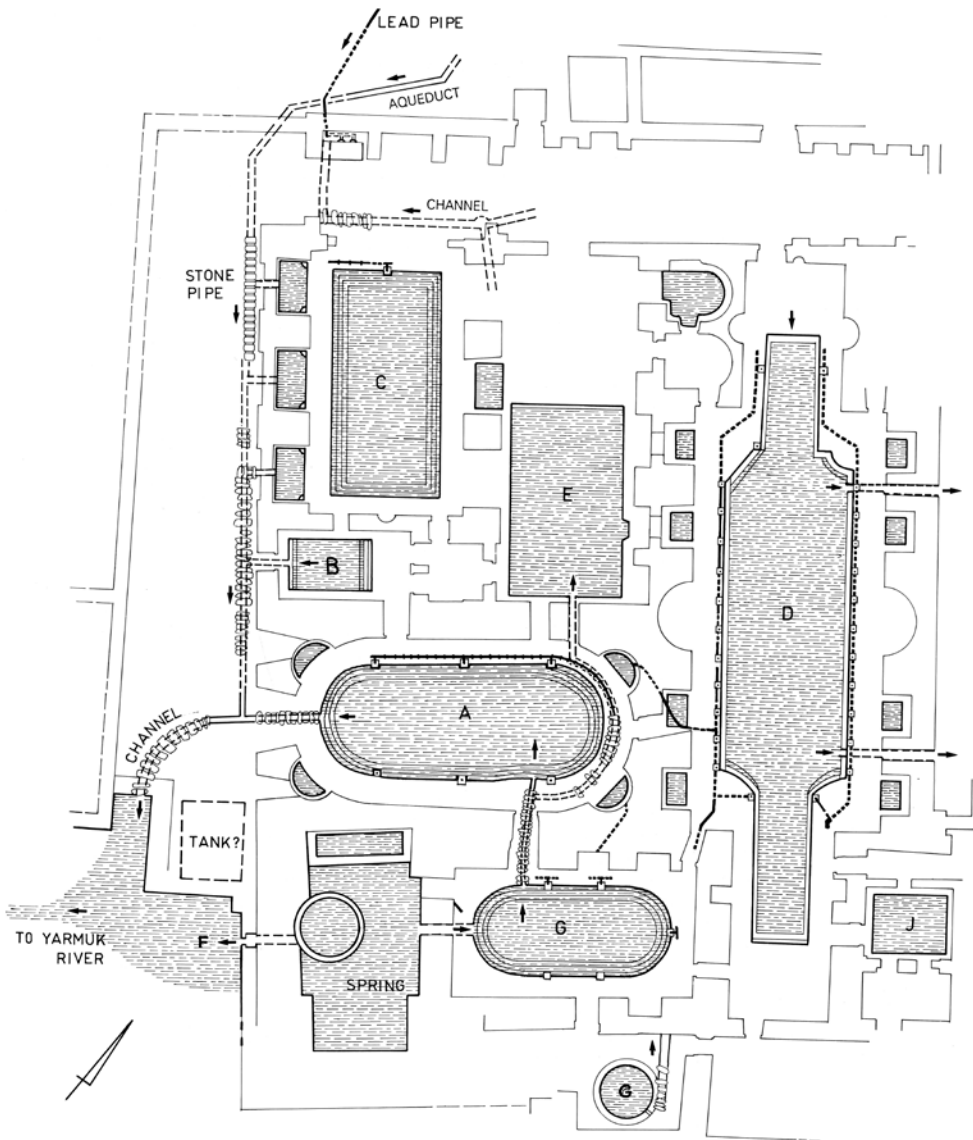 LEAD PIPE
AQUEDUCT
CHANNEL
STONE
PIPE
C
E
B
D
A
CHANNEL
TANK?
G
J
TO YARMUK
RIVER
F
SPRING
G